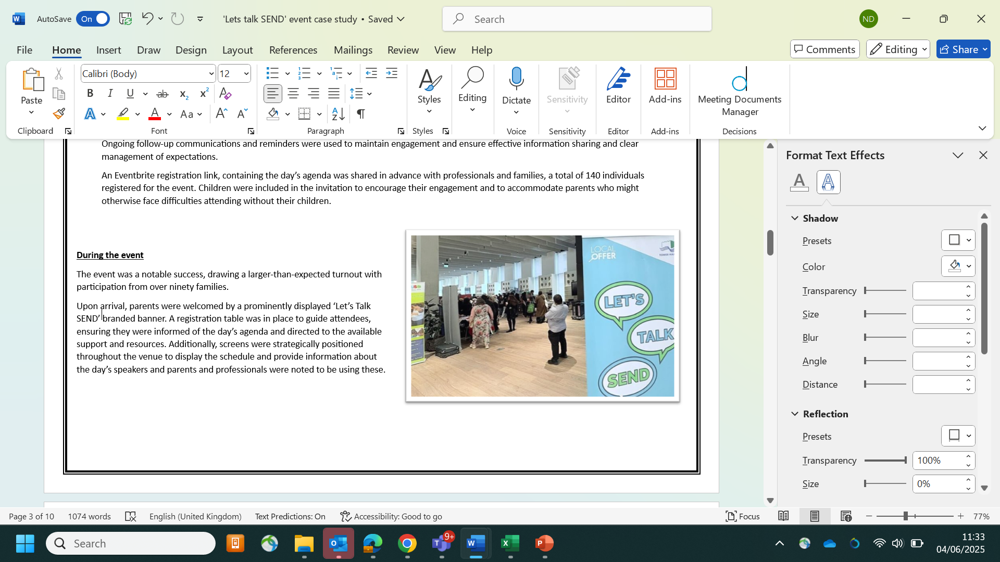 AutoSave On 'Lets talk SEND' event case study • Saved Search ND
File Home Insert Draw Design Layout References Mailings Review View Help Comments Editing Share
Paste Calibri (Body) 12 Styles Editing Dictate Sensitivity Editor Add-ins Meeting Documents Manager
Clipboard Font Paragraph Styles Voice Sensitivity Editor Add-ins Decisions
Ongoing follow-up communications and reminders were used to maintain engagement and ensure effective information sharing and clear
management of expectations.
An Eventbrite registration link, containing the day's agenda was shared in advance with professionals and families, a total of 140 individuals
registered for the event. Children were included in the invitation to encourage their engagement and to accommodate parents who might
otherwise face difficulties attending without their children.
During the event
The event was a notable success, drawing a larger-than-expected turnout with
participation from over ninety families.
Upon arrival, parents were welcomed by a prominently displayed ‘Let’s Talk
SEND’ branded banner. A registration table was in place to guide attendees,
ensuring they were informed of the day’s agenda and directed to the available
support and resources. Additionally, screens were strategically positioned
throughout the venue to display the schedule and provide information about
the day’s speakers and parents and professionals were noted to be using these.
LOCAL
OFFER
LET'S
TALK
SEND
Format Text Effects
Shadow
Presets
Color
Transparency
Size
Blur
Angle
Distance
Reflection
Presets
Transparency 100%
Size 0%
Page 3 of 10 1074 words English (United Kingdom) Text Predictions: On Accessibility: Good to go Focus 77%
Search 9+ 11:33
04/06/2025